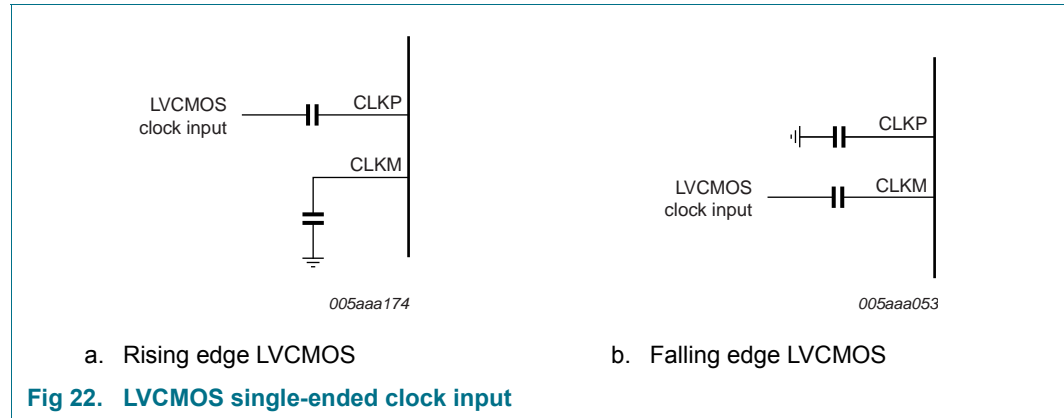 LVCMOS
clock input
CLKP
CLKM
005aaa174
a. Rising edge LVCMOS
CLKP
LVCMOS
clock input
CLKM
005aaa053
b. Falling edge LVCMOS
Fig 22. LVCMOS single-ended clock input